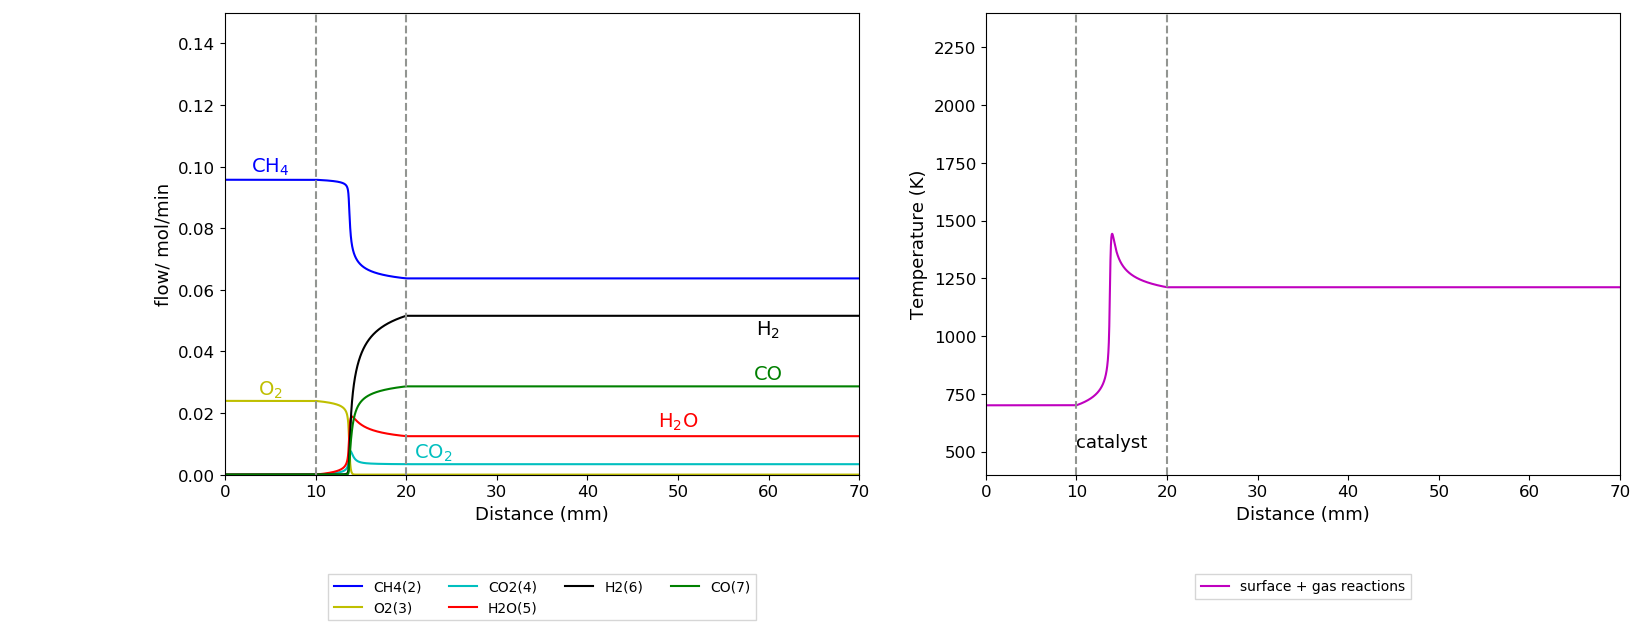 0.14
0.12
0.10
0.08
0.06
0.04
0.02
0.00
flow/ mol/min
CH₄
O₂
H₂
CO
H₂O
CO₂
0 10 20 30 40 50 60 70
Distance (mm)
CH4(2) CO2(4) H2(6) CO(7)
O2(3) H2O(5)
2250
2000
1750
1500
1250
1000
750
500
Temperature (K)
catalyst
0 10 20 30 40 50 60 70
Distance (mm)
surface + gas reactions